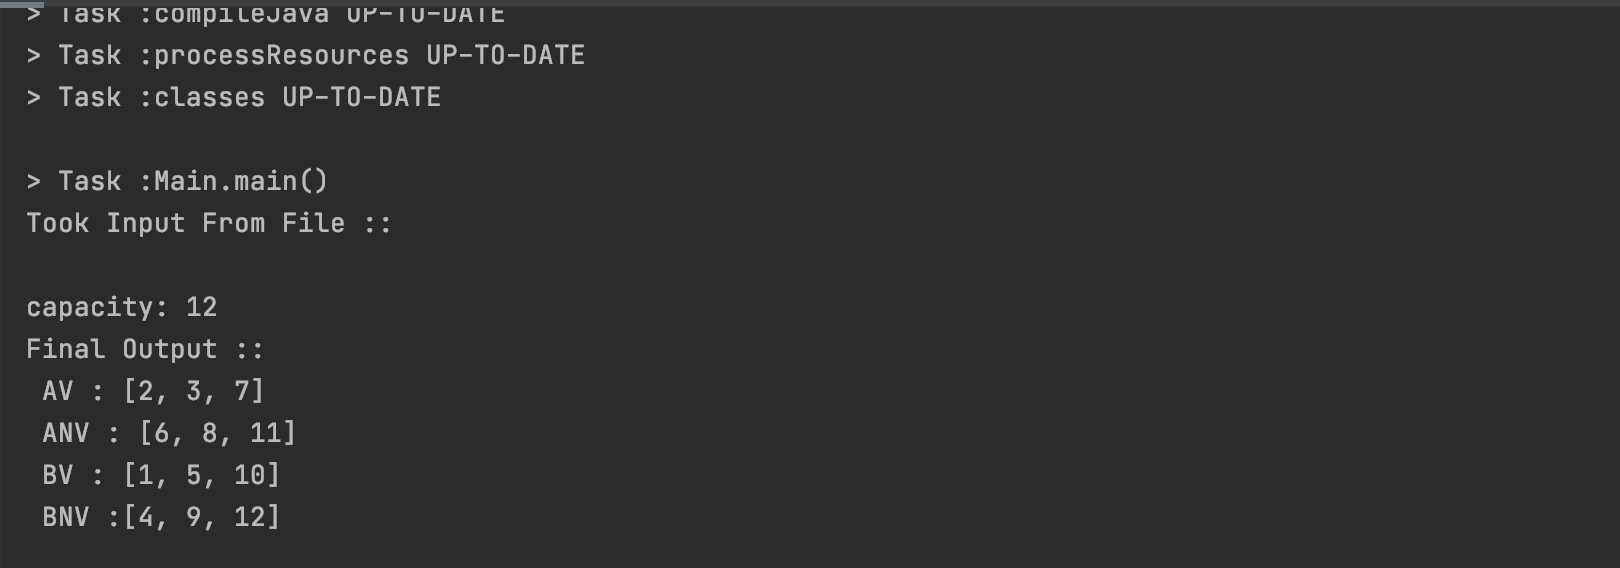 > Task :compileJava UP-TO-DATE
> Task :processResources UP-TO-DATE
> Task :classes UP-TO-DATE
> Task :Main.main()
Took Input From File ::
capacity: 12
Final Output ::
AV : [2, 3, 7]
ANV : [6, 8, 11]
BV : [1, 5, 10]
BNV :[4, 9, 12]